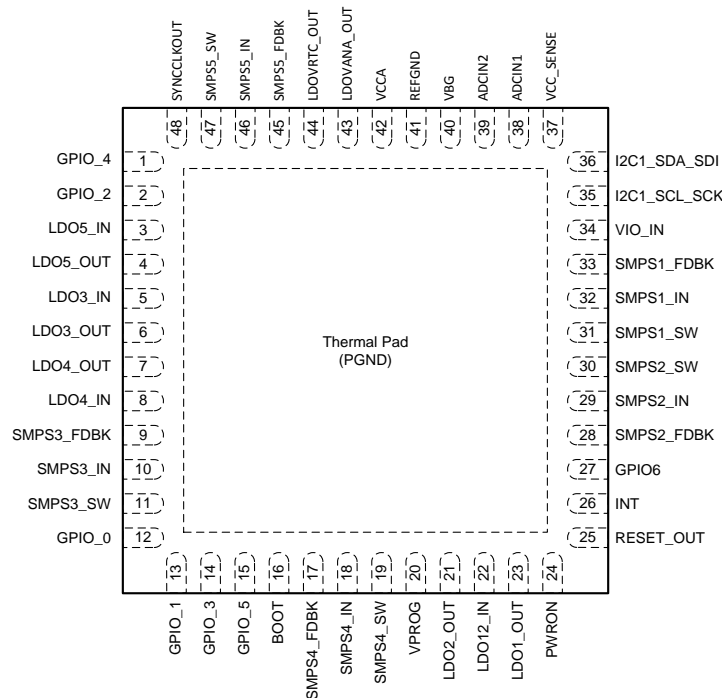 SYNCCLKOUT
SMPS5_SW
SMPS5_IN
SMPS5_FDBK
LDOVRTC_OUT
LDOVANA_OUT
VCCA
REFGND
VBG
ADCIN2
ADCIN1
VCC_SENSE
48
47
46
45
44
43
42
41
40
39
38
37
GPIO_4 1
GPIO_2 2
LDO5_IN 3
LDO5_OUT 4
LDO3_IN 5
LDO3_OUT 6
LDO4_OUT 7
LDO4_IN 8
SMPS3_FDBK 9
SMPS3_IN 10
SMPS3_SW 11
GPIO_0 12
Thermal Pad
(PGND)
36 I2C1_SDA_SDI
35 I2C1_SCL_SCK
34 VIO_IN
33 SMPS1_FDBK
32 SMPS1_IN
31 SMPS1_SW
30 SMPS2_SW
29 SMPS2_IN
28 SMPS2_FDBK
27 GPIO6
26 INT
25 RESET_OUT
13
14
15
16
17
18
19
20
21
22
23
24
GPIO_1
GPIO_3
GPIO_5
BOOT
SMPS4_FDBK
SMPS4_IN
SMPS4_SW
VPROG
LDO2_OUT
LDO12_IN
LDO1_OUT
PWRON